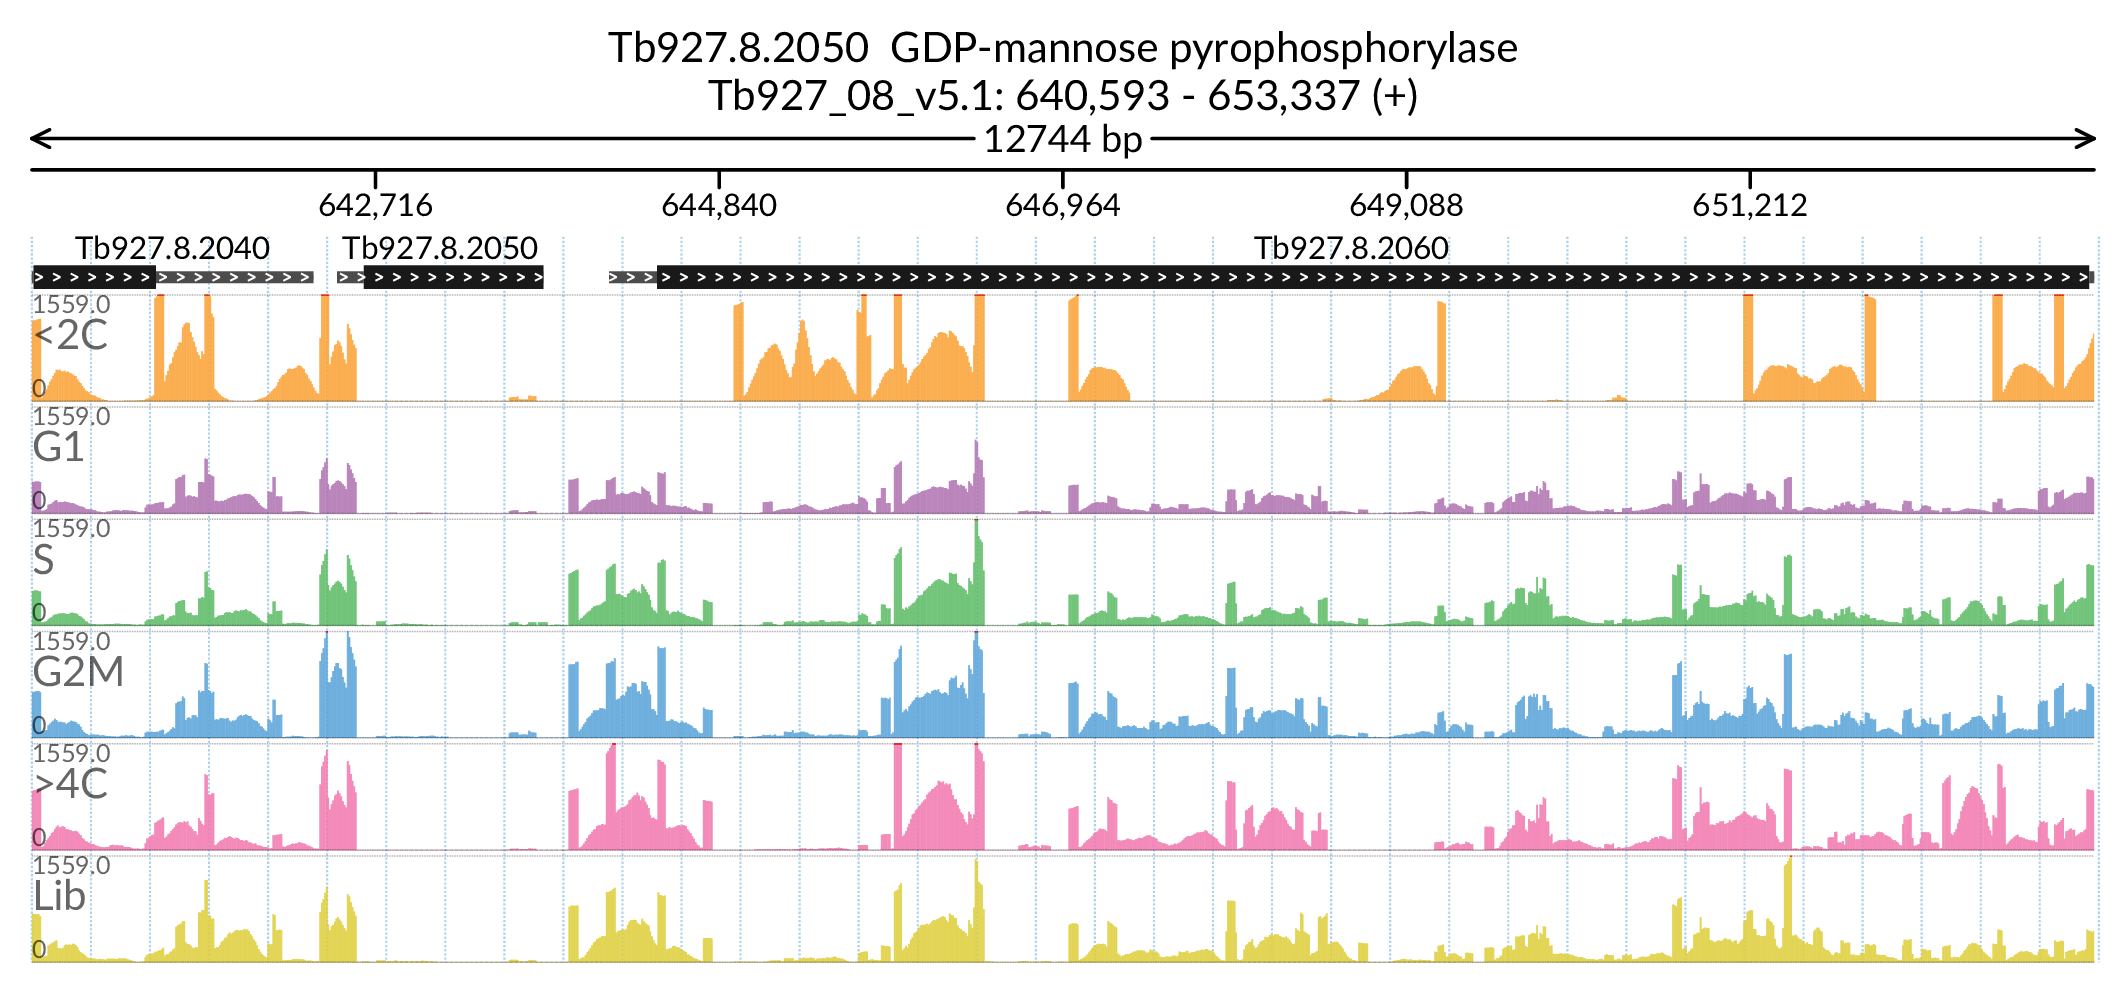 Tb927.8.2050 GDP-mannose pyrophosphorylase
Tb927_08_v5.1: 640,593 - 653,337 (+)
12744 bp
642,716 644,840 646,964 649,088 651,212
Tb927.8.2040 Tb927.8.2050 Tb927.8.2060
1559.0
<2C
0
1559.0
G1
0
1559.0
S
0
1559.0
G2M
0
1559.0
>4C
0
1559.0
Lib
0